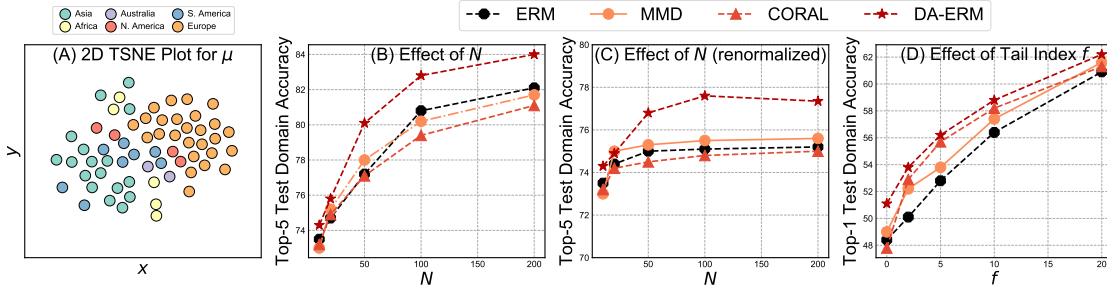 Asia Australia S. America
Africa N. America Europe
ERM MMD CORAL DA-ERM
(A) 2D TSNE Plot for μ
y
x
(B) Effect of N
Top-5 Test Domain Accuracy
84
82
80
78
76
74
50 100 150 200
N
(C) Effect of N (renormalized)
Top-5 Test Domain Accuracy
80
78
76
74
72
70
50 100 150 200
N
(D) Effect of Tail Index f
Top-1 Test Domain Accuracy
62
60
58
56
54
52
50
48
0 5 10 15 20
f